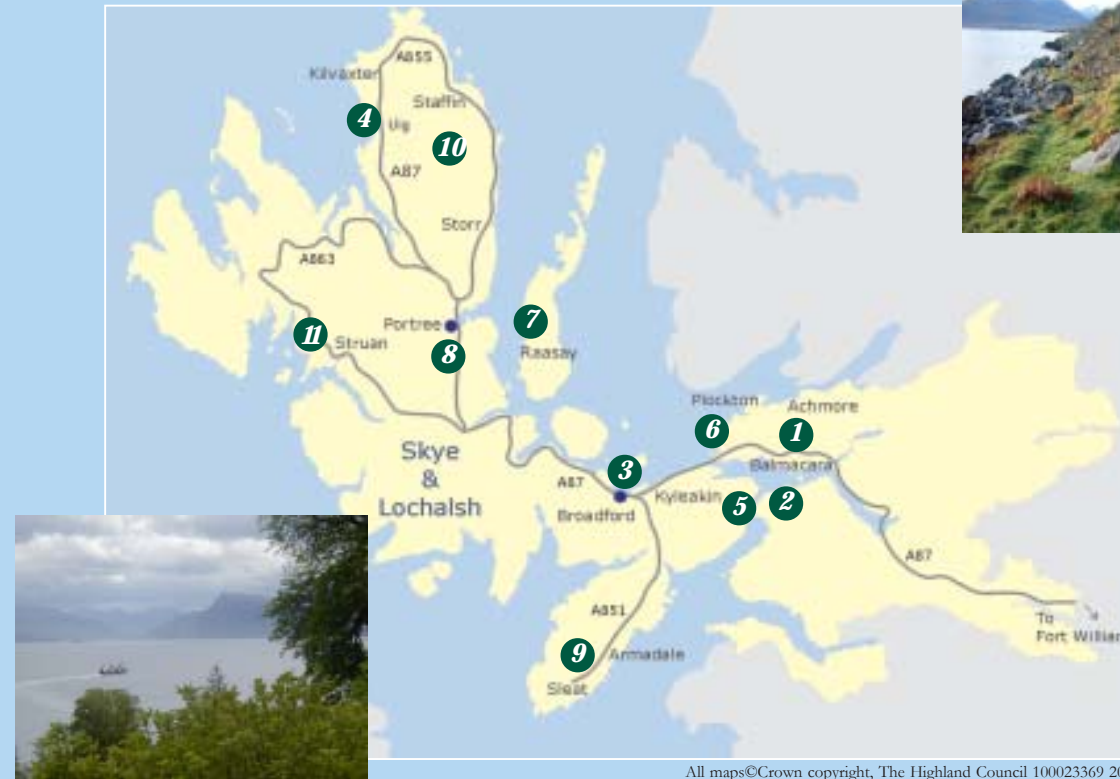 A855
Kilvaxter
Staffin
4
Uig
10
A87
Storr
A863
7
11
Portree
Struan
8
Raasay
Plockton
Achmore
6
1
Skye
&
Lochalsh
Balmacara
3
A87
Kyleakin
5
2
Broadford
A87
A851
To
Fort William
9
Armadale
Sleat
All maps©Crown copyright, The Highland Council 100023369 20